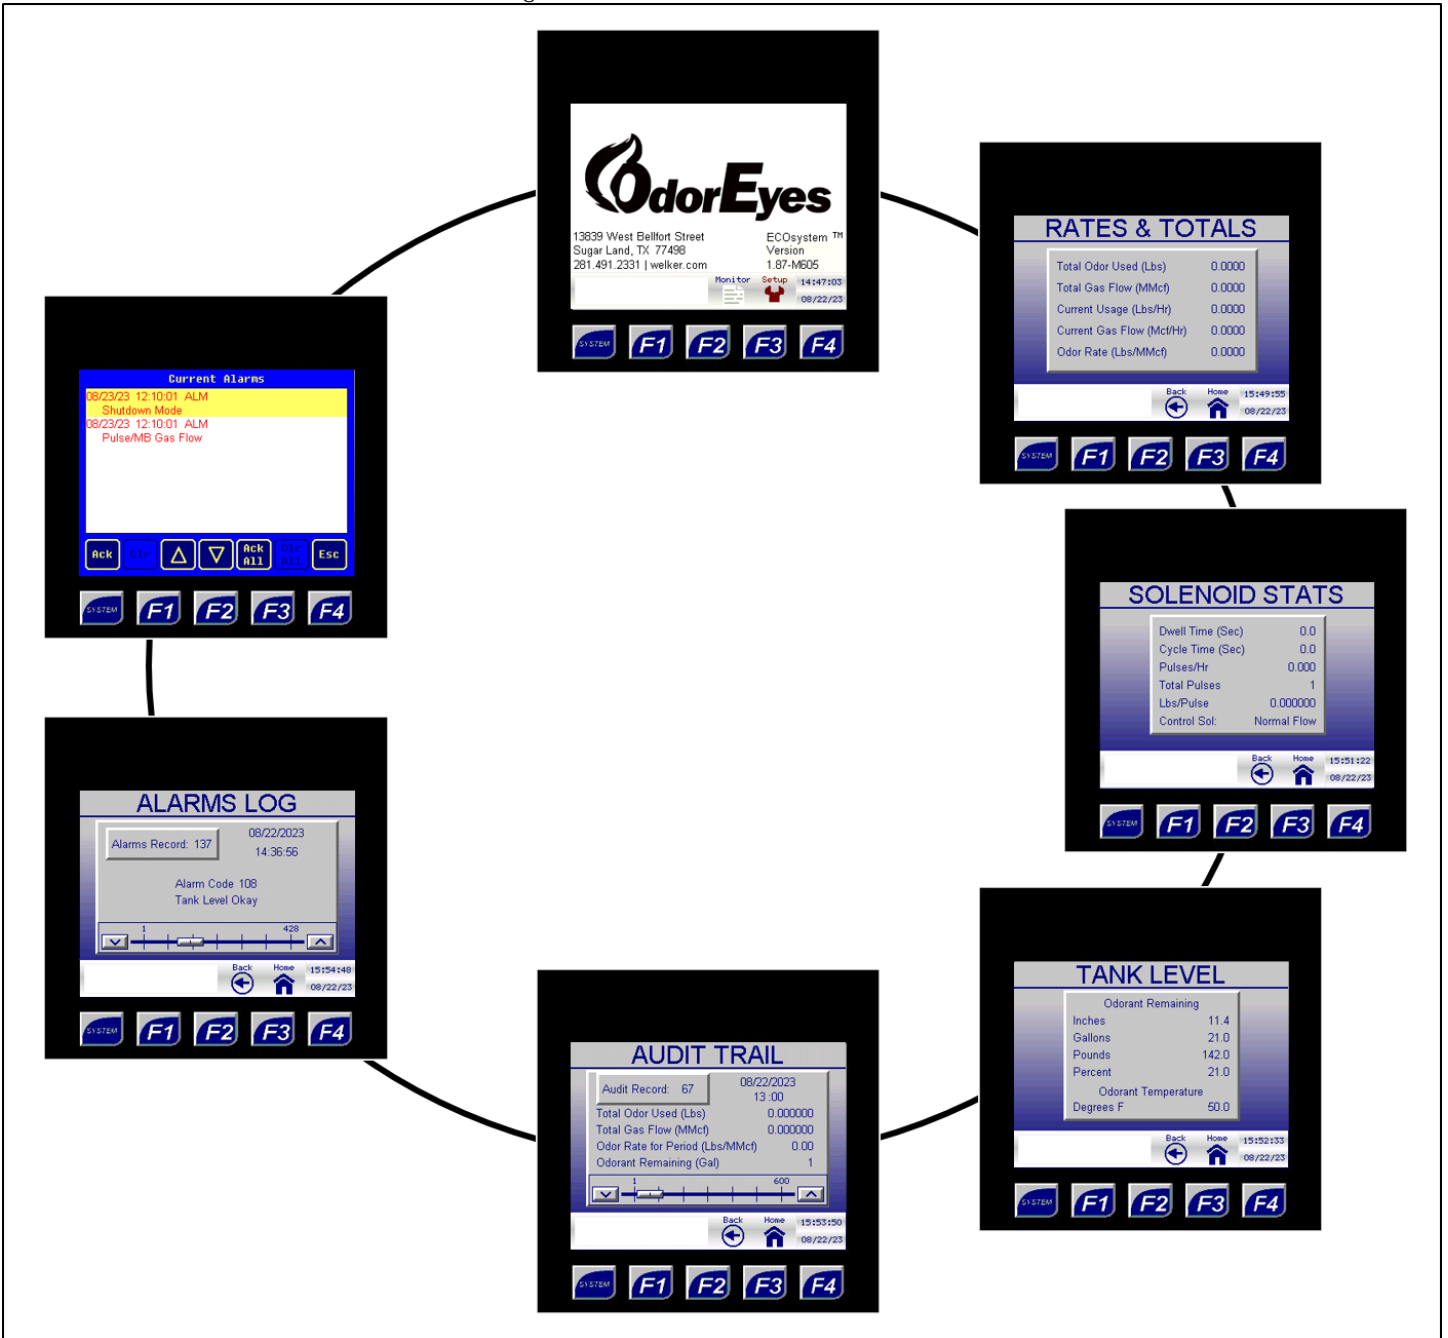 OdorEyes
13839 West Bellfort Street
Sugar Land, TX 77498
281.491.2331 | welker.com
ECOsystem ™
Version
1.87-M605
Monitor
Setup
14:47:03
08/22/23
SYSTEM F1 F2 F3 F4
RATES & TOTALS
Total Odor Used (Lbs) 0.0000
Total Gas Flow (MMcf) 0.0000
Current Usage (Lbs/Hr) 0.0000
Current Gas Flow (Mcf/Hr) 0.0000
Odor Rate (Lbs/MMcf) 0.0000
Back Home 15:49:55
08/22/23
SYSTEM F1 F2 F3 F4
SOLENOID STATS
Dwell Time (Sec) 0.0
Cycle Time (Sec) 0.0
Pulses/Hr 0.000
Total Pulses 1
Lbs/Pulse 0.000000
Control Sol: Normal Flow
Back Home 15:51:22
08/22/23
SYSTEM F1 F2 F3 F4
TANK LEVEL
Odorant Remaining
Inches 11.4
Gallons 21.0
Pounds 142.0
Percent 21.0
Odorant Temperature
Degrees F 50.0
Back Home 15:52:33
08/22/23
SYSTEM F1 F2 F3 F4
AUDIT TRAIL
Audit Record: 67
08/22/2023
13 :00
Total Odor Used (Lbs) 0.000000
Total Gas Flow (MMcf) 0.000000
Odor Rate for Period (Lbs/MMcf) 0.00
Odorant Remaining (Gal) 1
1 600
Back Home 15:53:50
08/22/23
SYSTEM F1 F2 F3 F4
ALARMS LOG
Alarms Record: 137
08/22/2023
14:36:56
Alarm Code 108
Tank Level Okay
1 428
Back Home 15:54:48
08/22/23
SYSTEM F1 F2 F3 F4
Current Alarms
08/23/23 12:10:01 ALM
Shutdown Mode
08/23/23 12:10:01 ALM
Pulse/MB Gas Flow
Ack Clr Ack All Clr All Esc
SYSTEM F1 F2 F3 F4